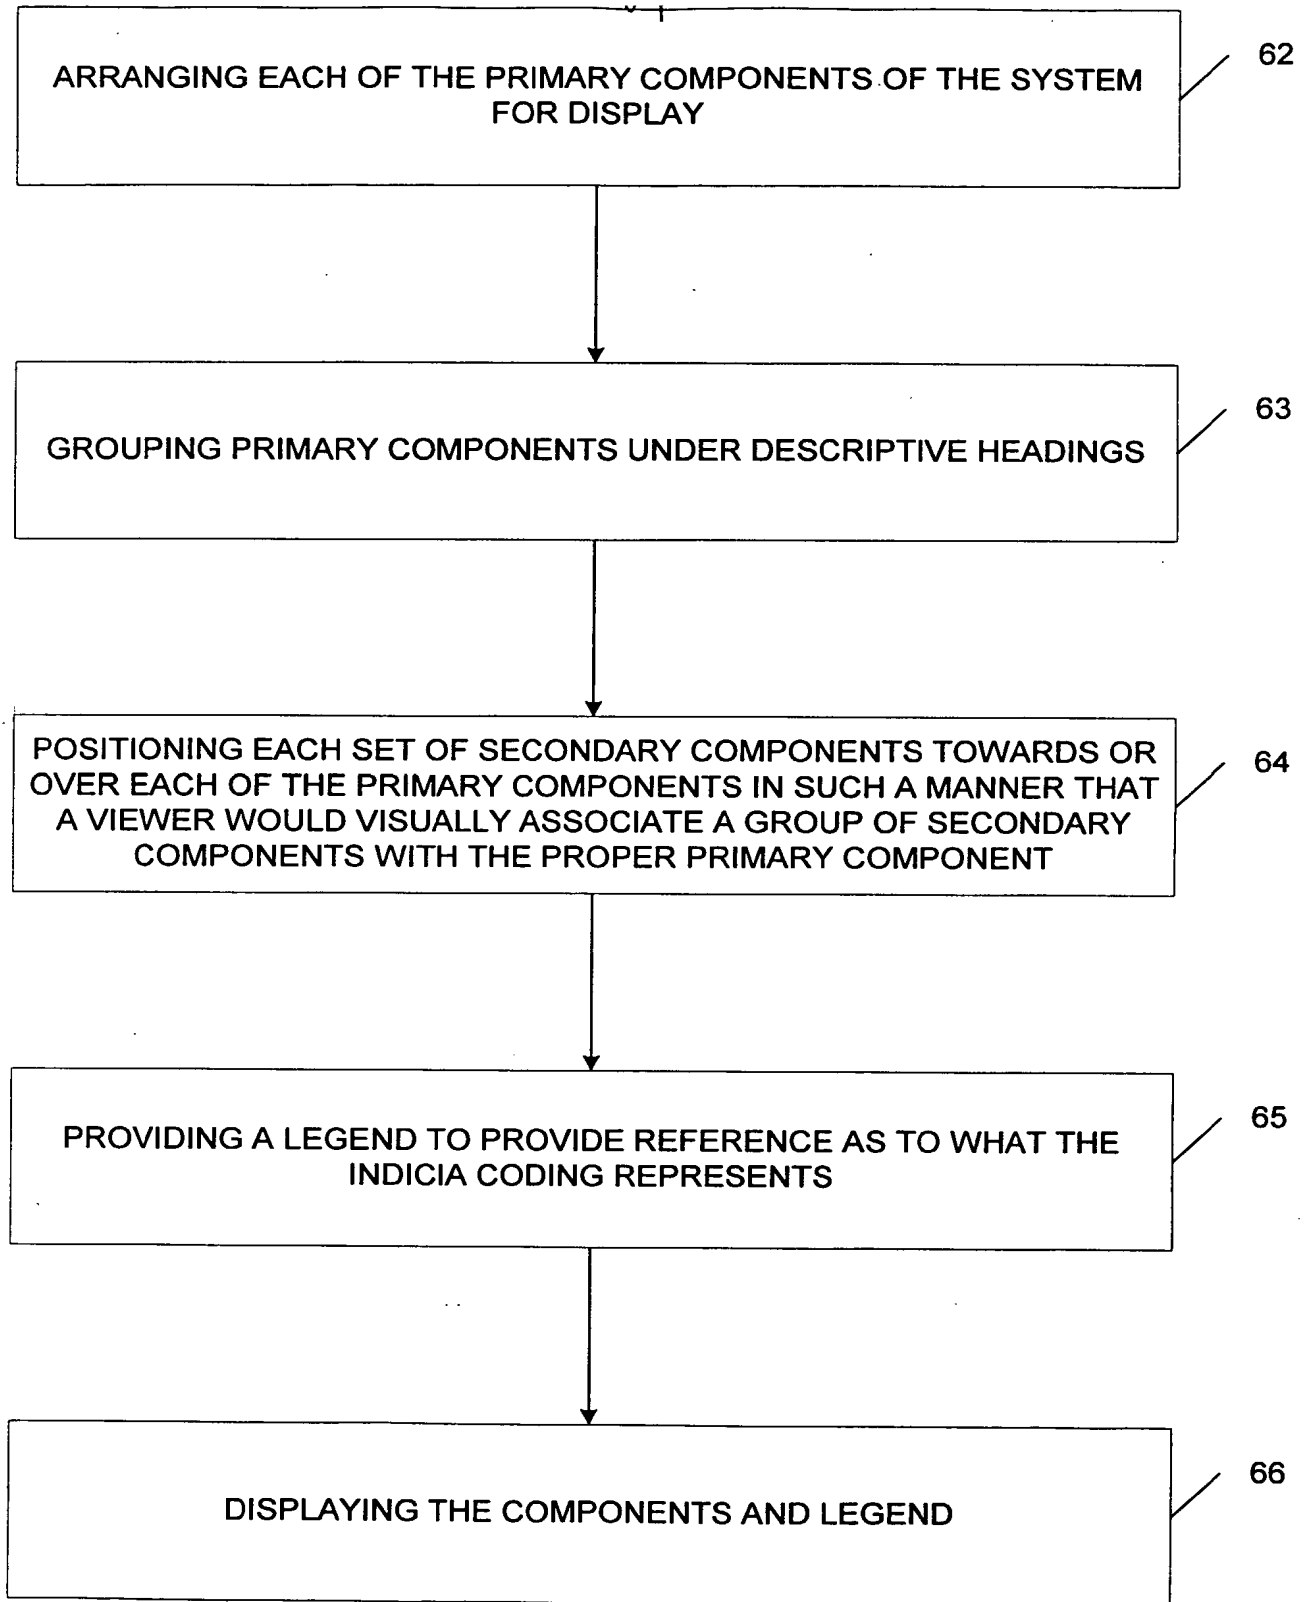 ARRANGING EACH OF THE PRIMARY COMPONENTS OF THE SYSTEM
FOR DISPLAY
62
GROUPING PRIMARY COMPONENTS UNDER DESCRIPTIVE HEADINGS
63
POSITIONING EACH SET OF SECONDARY COMPONENTS TOWARDS OR
OVER EACH OF THE PRIMARY COMPONENTS IN SUCH A MANNER THAT
A VIEWER WOULD VISUALLY ASSOCIATE A GROUP OF SECONDARY
COMPONENTS WITH THE PROPER PRIMARY COMPONENT
64
PROVIDING A LEGEND TO PROVIDE REFERENCE AS TO WHAT THE
INDICIA CODING REPRESENTS
65
DISPLAYING THE COMPONENTS AND LEGEND
66